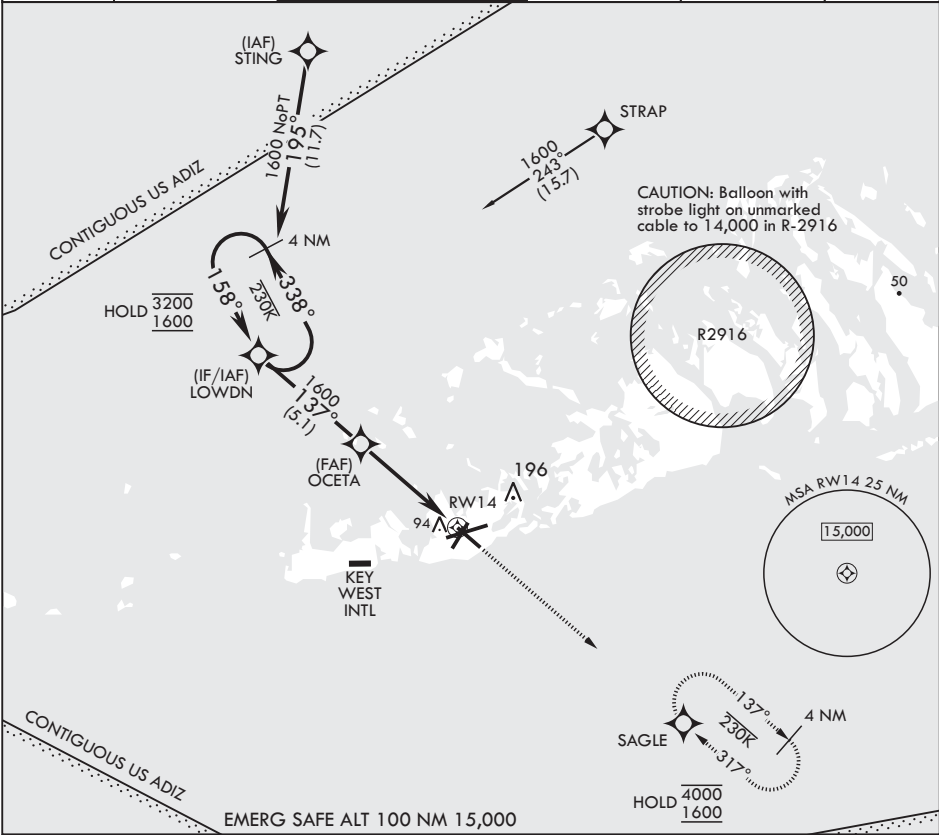 (IAF)
STING
1600 NoPT
195°
(11.7)
STRAP
1600
243°
(15.7)
CONTIGUOUS US ADIZ
CAUTION: Balloon with
strobe light on unmarked
cable to 14,000 in R-2916
4 NM
158°
230K
338°
HOLD 3200
1600
50
R2916
(IF/IAF)
LOWDN
1600
137°
(5.1)
(FAF)
OCETA
196
RW14
94
MSA RW14 25 NM
15,000
KEY
WEST
INTL
137°
4 NM
230K
SAGLE
317°
CONTIGUOUS US ADIZ
HOLD 4000
1600
EMERG SAFE ALT 100 NM 15,000